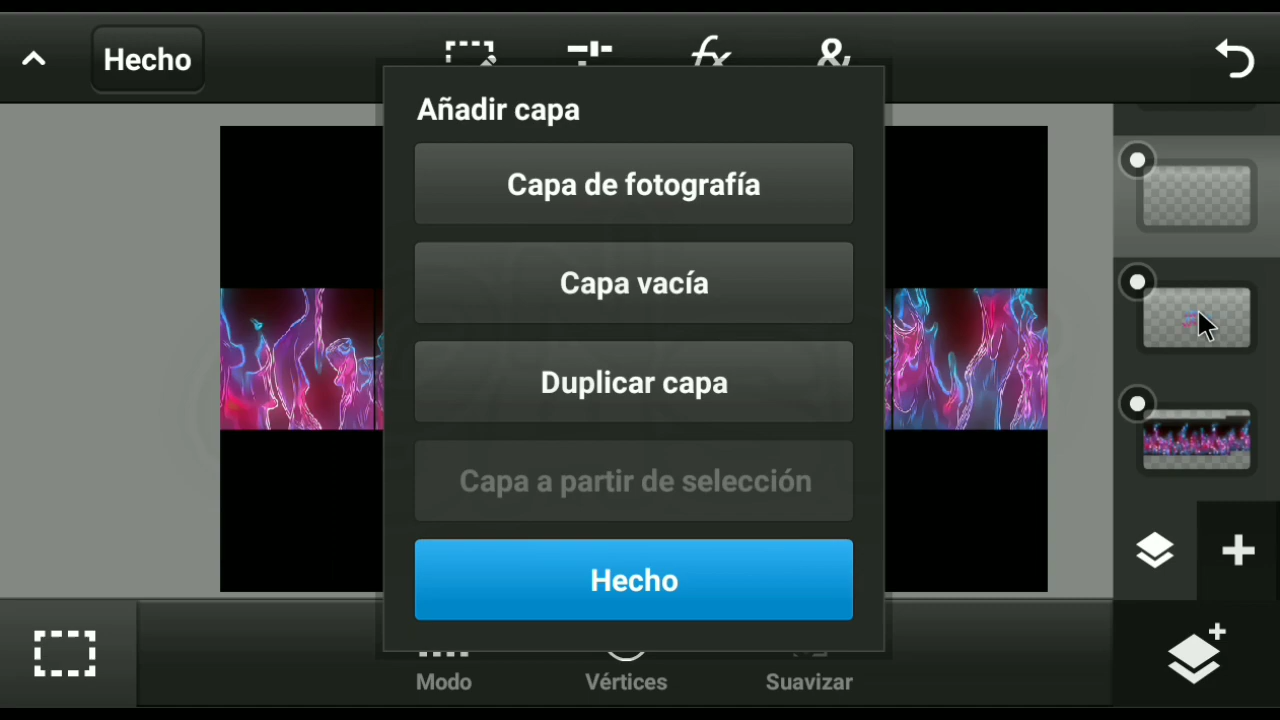 Hecho
Añadir capa
Capa de fotografía
Capa vacía
Duplicar capa
Capa a partir de selección
Hecho
Modo
Vértices
Suavizar